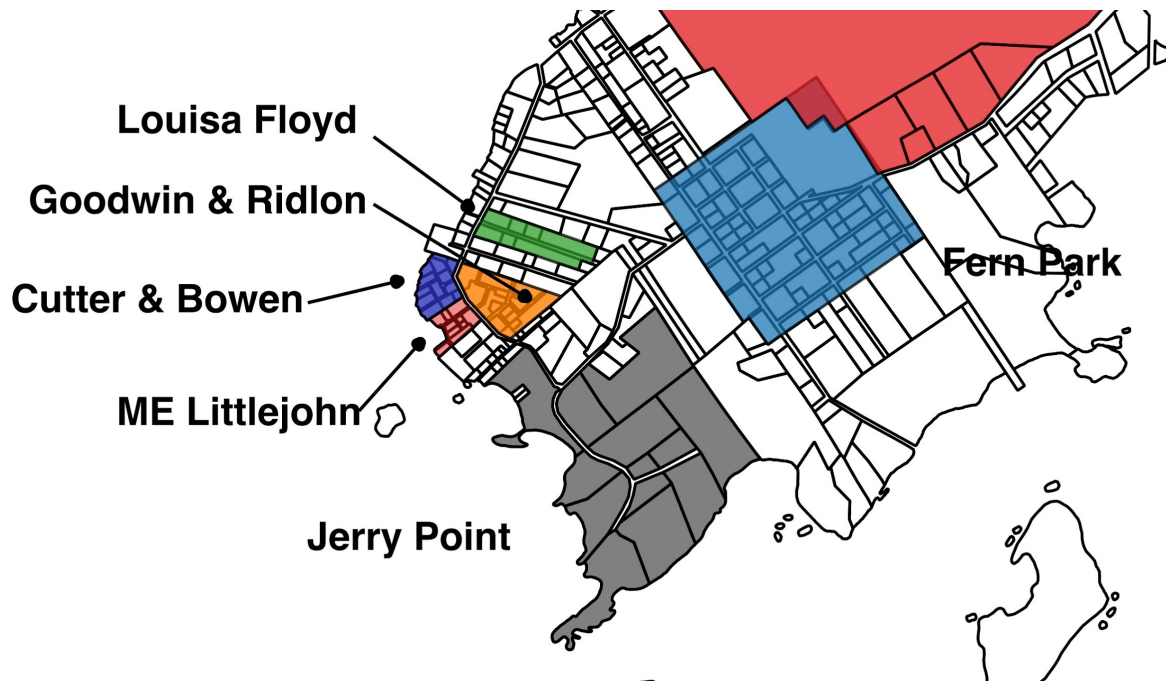 Louisa Floyd
Goodwin & Ridlon
Fern Park
Cutter & Bowen
ME Littlejohn
Jerry Point